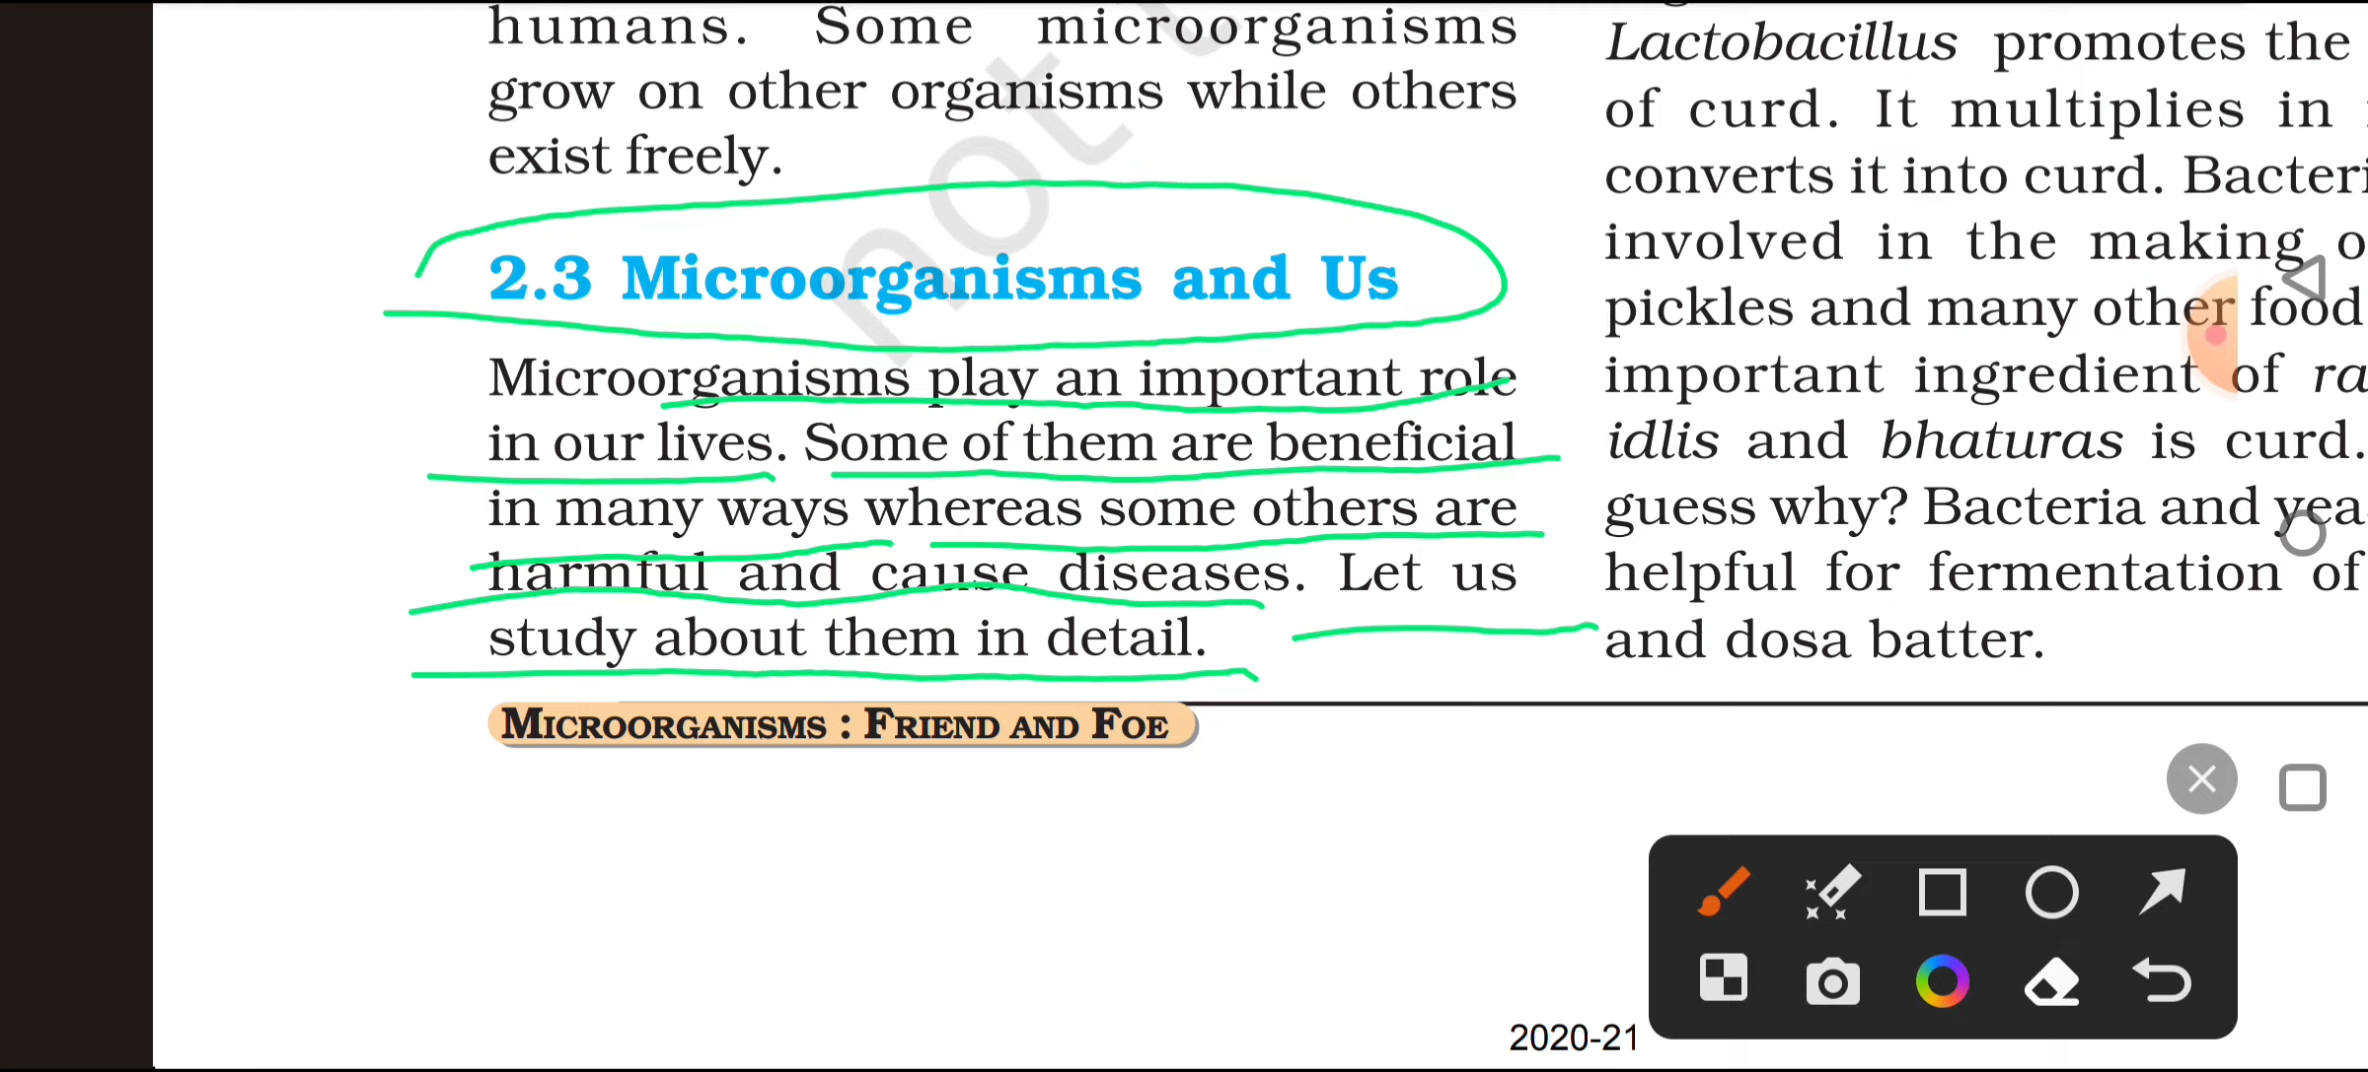 humans. Some microorganisms
grow on other organisms while others
exist freely.
2.3 Microorganisms and Us
Microorganisms play an important role
in our lives. Some of them are beneficial
in many ways whereas some others are
harmful and cause diseases. Let us
study about them in detail.
Lactobacillus promotes the
of curd. It multiplies in
converts it into curd. Bacteri
involved in the making o
pickles and many other food
important ingredient of ra
idlis and bhaturas is curd.
guess why? Bacteria and yea
helpful for fermentation of
and dosa batter.
MICROORGANISMS : FRIEND AND FOE
2020-21
not